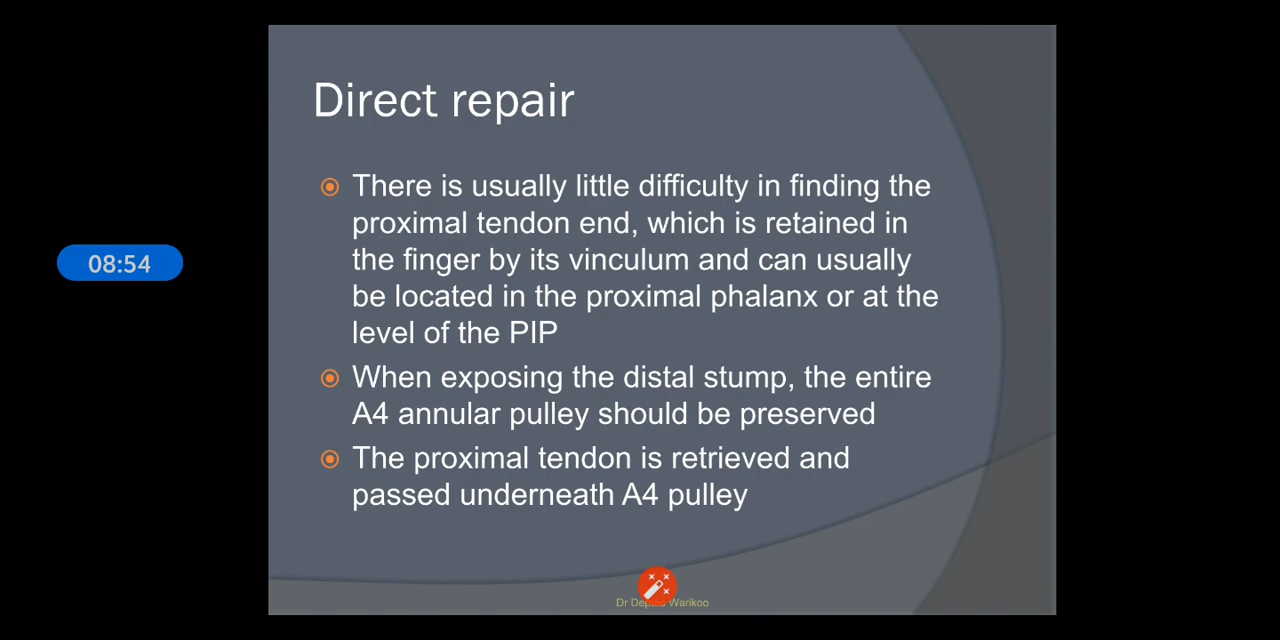 Direct repair
There is usually little difficulty in finding the
proximal tendon end, which is retained in
the finger by its vinculum and can usually
be located in the proximal phalanx or at the
level of the PIP
When exposing the distal stump, the entire
A4 annular pulley should be preserved
The proximal tendon is retrieved and
passed underneath A4 pulley
08:54
Dr Warikoo